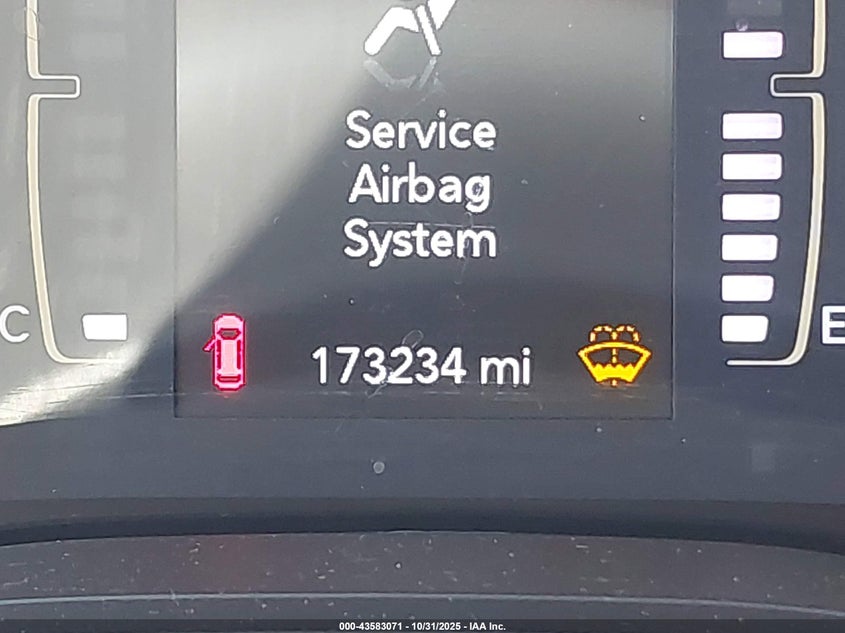 Service
Airbag
System
C
173234 mi
E
000-43583071 - 10/31/2025 - IAA Inc.